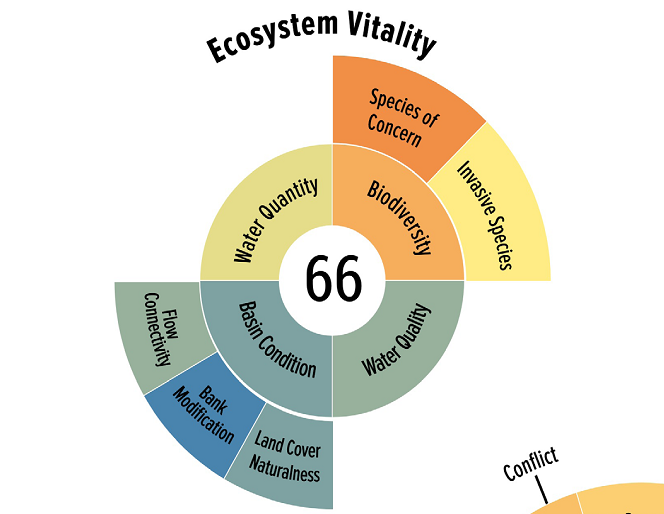 Ecosystem Vitality
Species of
Concern
Invasive Species
Biodiversity
Water Quantity
66
Basin Condition
Water Quality
Flow
Connectivity
Bank
Modification
Land Cover
Naturalness
Conflict